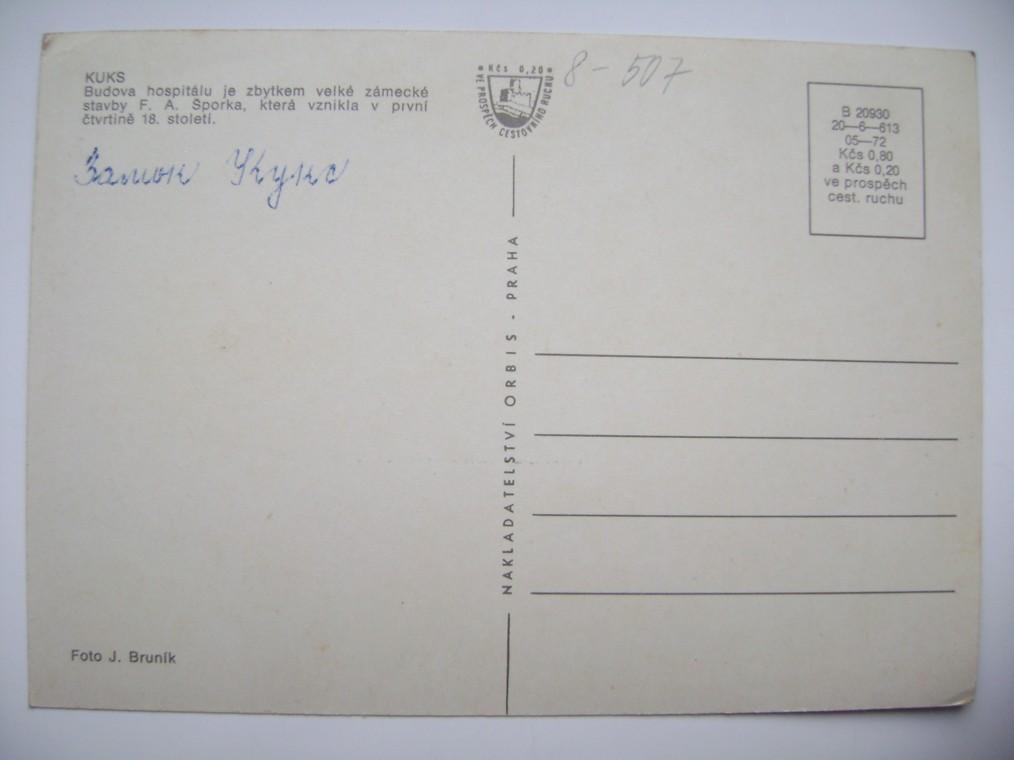 KUKS
Budova hospitálu je zbytkem velké zámecké
stavby F. A. Sporka, která vznikla v první
čtvrtině 18. století.
Замок Кукс
Kčs 0,20
VE PROSPĚCH CESTOVNÍHO RUCHU
8-507
B 20930
20—6—613
05—72
Kčs 0,80
a Kčs 0,20
ve prospěch
cest. ruchu
NAKLADATELSTVÍ ORBIS - PRAHA
Foto J. Bruník